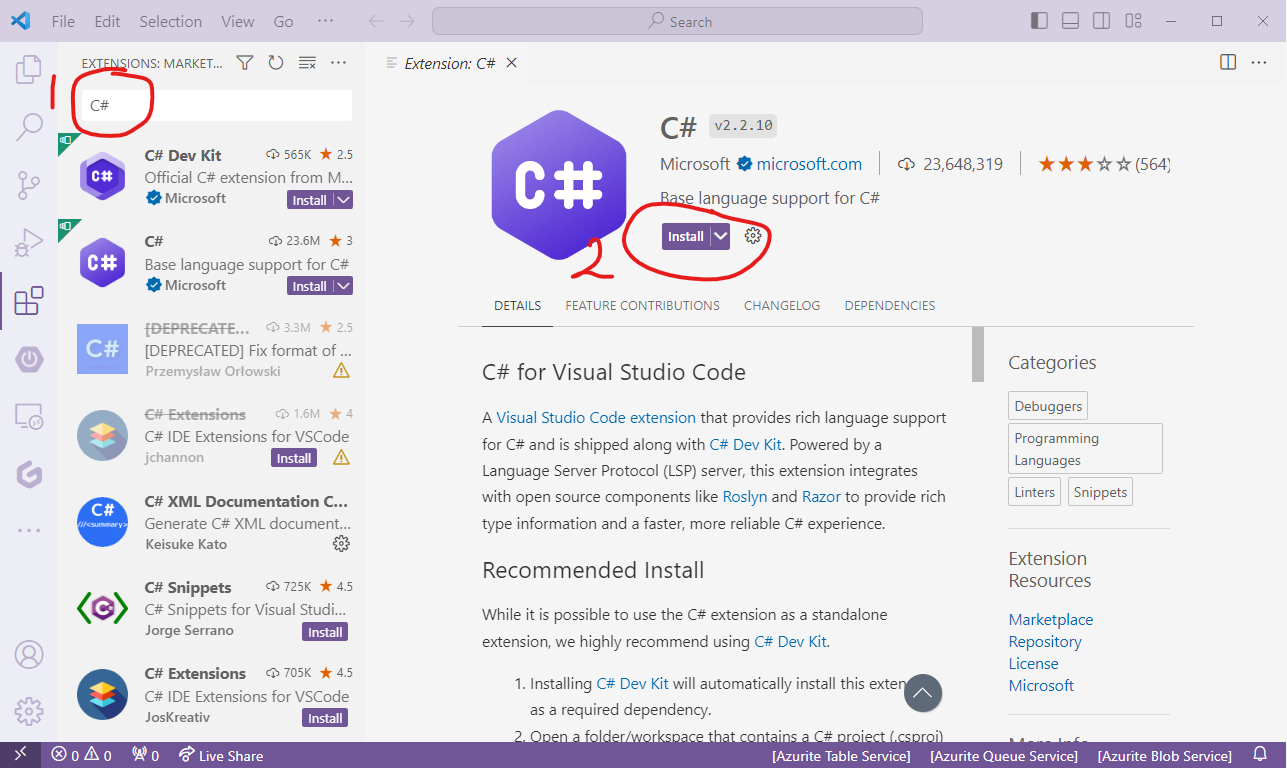 File Edit Selection View Go ··· Search
EXTENSIONS: MARKET... ···
Extension: C#
1
C#
C# Dev Kit 565K 2.5
Official C# extension from M...
Microsoft Install
C# 23.6M 3
Base language support for C#
Microsoft Install
[DEPRECATE... 3.3M 2.5
[DEPRECATED] Fix format of ...
Przemysław Orłowski
C# Extensions 1.6M 4
C# IDE Extensions for VSCode
jchannon Install
C# XML Documentation C...
Generate C# XML document...
Keisuke Kato
C# Snippets 725K 4.5
C# Snippets for Visual Studi...
Jorge Serrano Install
C# Extensions 705K 4.5
C# IDE Extensions for VSCode
JosKreativ Install
C#
C#
C#
C#
///<summary>
C
C#
C# v2.2.10
Microsoft microsoft.com 23,648,319 (564)
Base language support for C#
Install
2
DETAILS FEATURE CONTRIBUTIONS CHANGELOG DEPENDENCIES
C# for Visual Studio Code
A Visual Studio Code extension that provides rich language support
for C# and is shipped along with C# Dev Kit. Powered by a
Language Server Protocol (LSP) server, this extension integrates
with open source components like Roslyn and Razor to provide rich
type information and a faster, more reliable C# experience.
Recommended Install
While it is possible to use the C# extension as a standalone
extension, we highly recommend using C# Dev Kit.
1. Installing C# Dev Kit will automatically install this exten
as a required dependency.
2. Open a folder/workspace that contains a C# project (.csproj)
Categories
Debuggers
Programming
Languages
Linters Snippets
Extension
Resources
Marketplace
Repository
License
Microsoft
More Info
0 0 0 Live Share [Azurite Table Service] [Azurite Queue Service] [Azurite Blob Service]